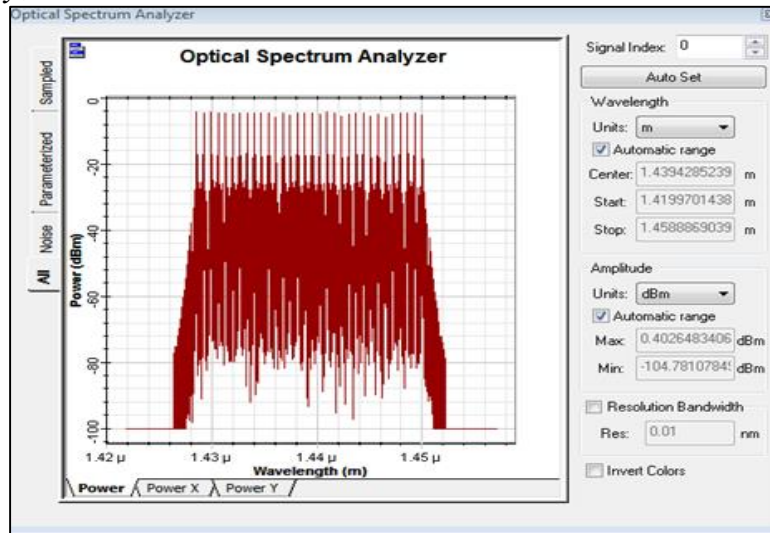 Optical Spectrum Analyzer
Signal Index: 0
Auto Set
Wavelength
Units: m
Automatic range
Center: 1.4394285239 m
Start: 1.4199701438 m
Stop: 1.4588869039 m
Amplitude
Units: dBm
Automatic range
Max: 0.4026483406 dBm
Min: -104.7810784 dBm
Resolution Bandwidth
Res: 0.01 nm
Invert Colors
Sampled
Parameterized
Noise
All
Optical Spectrum Analyzer
Power (dBm)
0
-20
-40
-60
-80
-100
1.42 µ
1.43 µ
1.44 µ
1.45 µ
Wavelength (m)
Power
Power X
Power Y